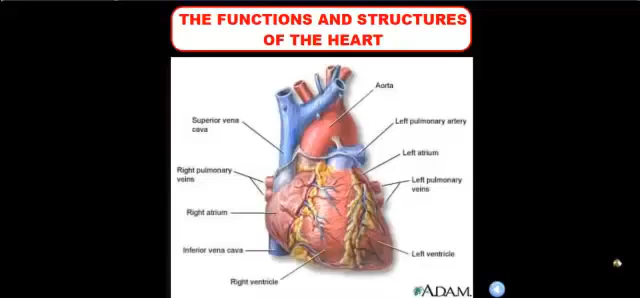 THE FUNCTIONS AND STRUCTURES
OF THE HEART
Aorta
Superior vena
cava
Left pulmonary artery
Left atrium
Right pulmonary
veins
Left pulmonary
veins
Right atrium
Inferior vena cava
Left ventricle
Right ventricle
ADAM.